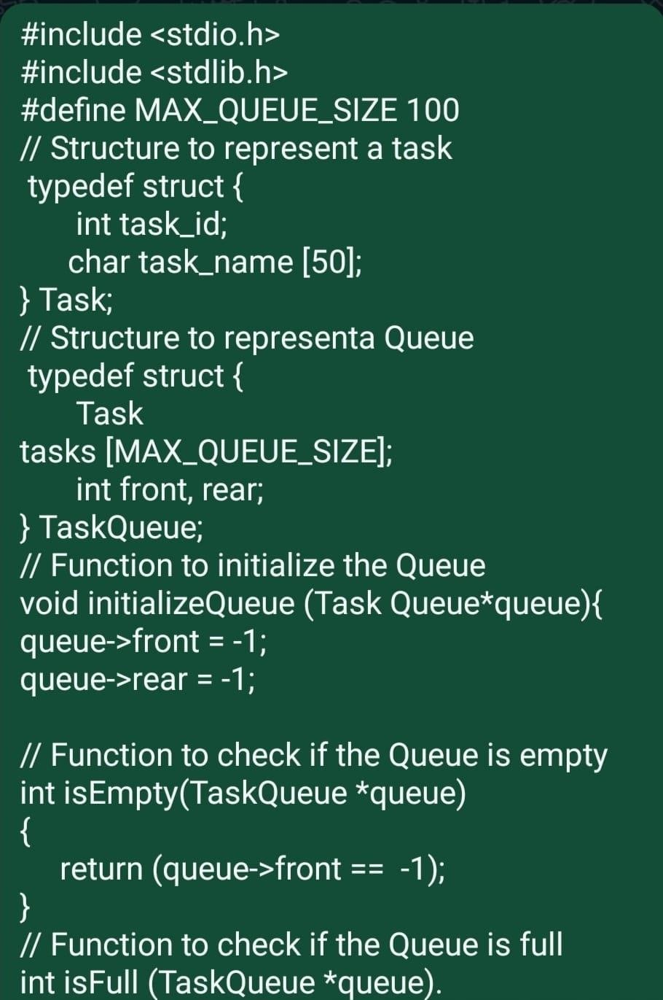 #include <stdio.h>
#include <stdlib.h>
#define MAX_QUEUE_SIZE 100
// Structure to represent a task
typedef struct {
int task_id;
char task_name [50];
} Task;
// Structure to representa Queue
typedef struct {
Task
tasks [MAX_QUEUE_SIZE];
int front, rear;
} TaskQueue;
// Function to initialize the Queue
void initializeQueue (Task Queue*queue){
queue->front = -1;
queue->rear = -1;
// Function to check if the Queue is empty
int isEmpty(TaskQueue *queue)
{
return (queue->front ==  -1);
}
// Function to check if the Queue is full
int isFull (TaskQueue *queue).